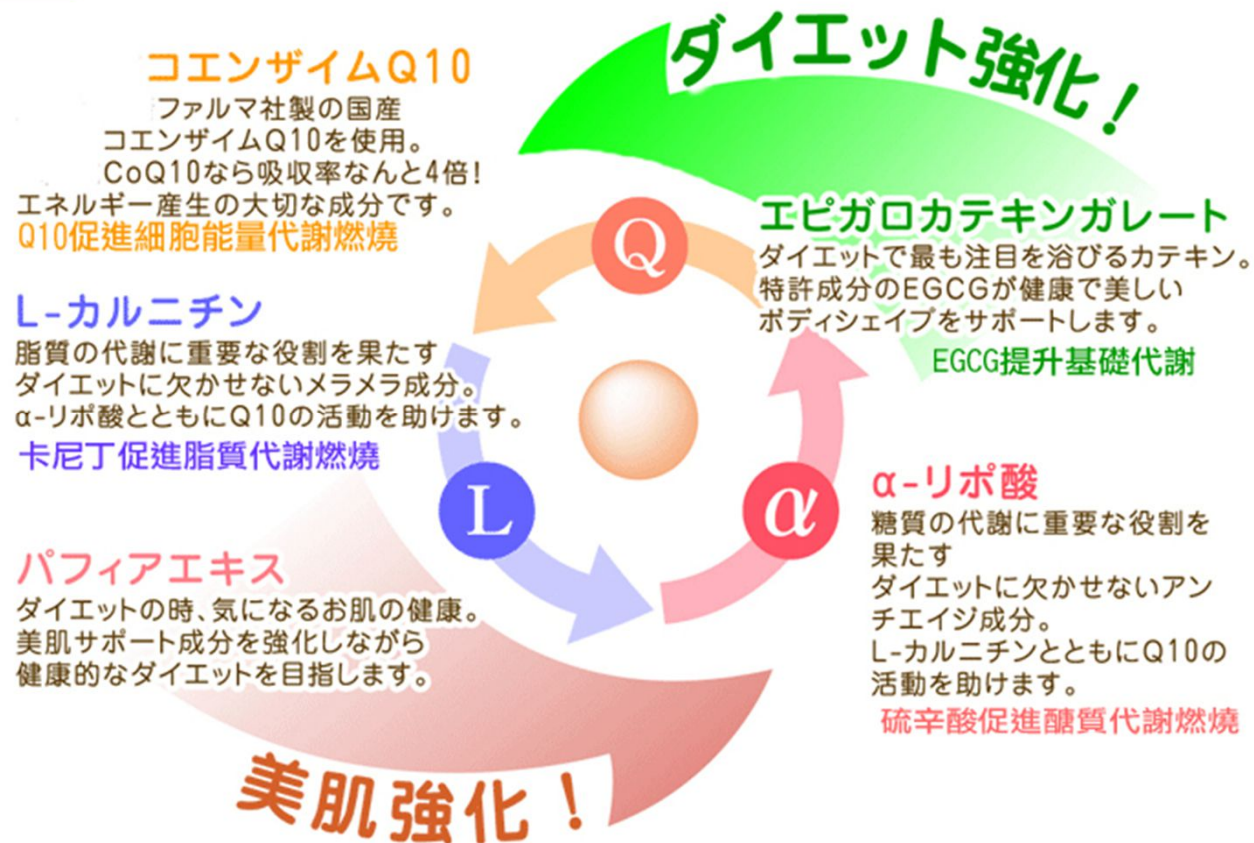 ダイエット強化！
コエンザイムQ10
ファルマ社製の国産
コエンザイムQ10を使用。
CoQ10なら吸収率なんと4倍！
エネルギー産生の大切な成分です。
Q10促進細胞能量代謝燃燒
Q
エピガロカテキンガレート
ダイエットで最も注目を浴びるカテキン。
特許成分のEGCGが健康で美しい
ボディシェイプをサポートします。
EGCG提升基礎代謝
L-カルニチン
脂質の代謝に重要な役割を果たす
ダイエットに欠かせないメラメラ成分。
α-リポ酸とともにQ10の活動を助けます。
卡尼丁促進脂質代謝燃燒
L
α
α-リポ酸
糖質の代謝に重要な役割を
果たす
ダイエットに欠かせないアン
チエイジ成分。
L-カルニチンとともにQ10の
活動を助けます。
硫辛酸促進醣質代謝燃燒
パフィアエキス
ダイエットの時、気になるお肌の健康。
美肌サポート成分を強化しながら
健康的なダイエットを目指します。
美肌強化！